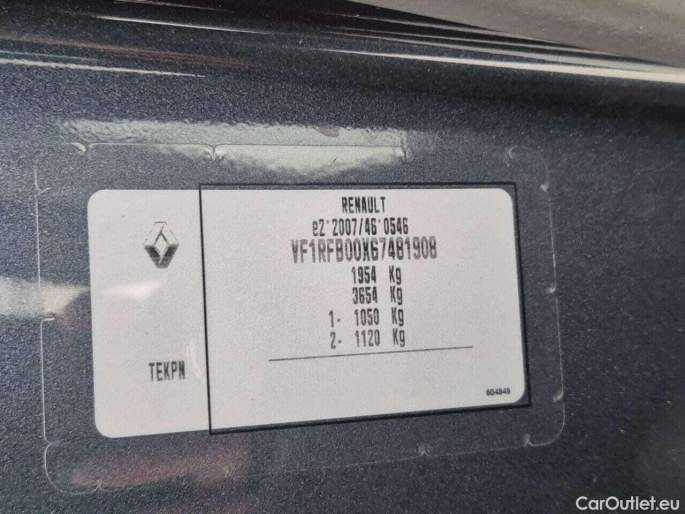 RENAULT
e2*2007/46*0546
VF1RFB00X67481908
1954 Kg
3654 Kg
1- 1050 Kg
2- 1120 Kg
TEKPN
604849
CarOutlet.eu